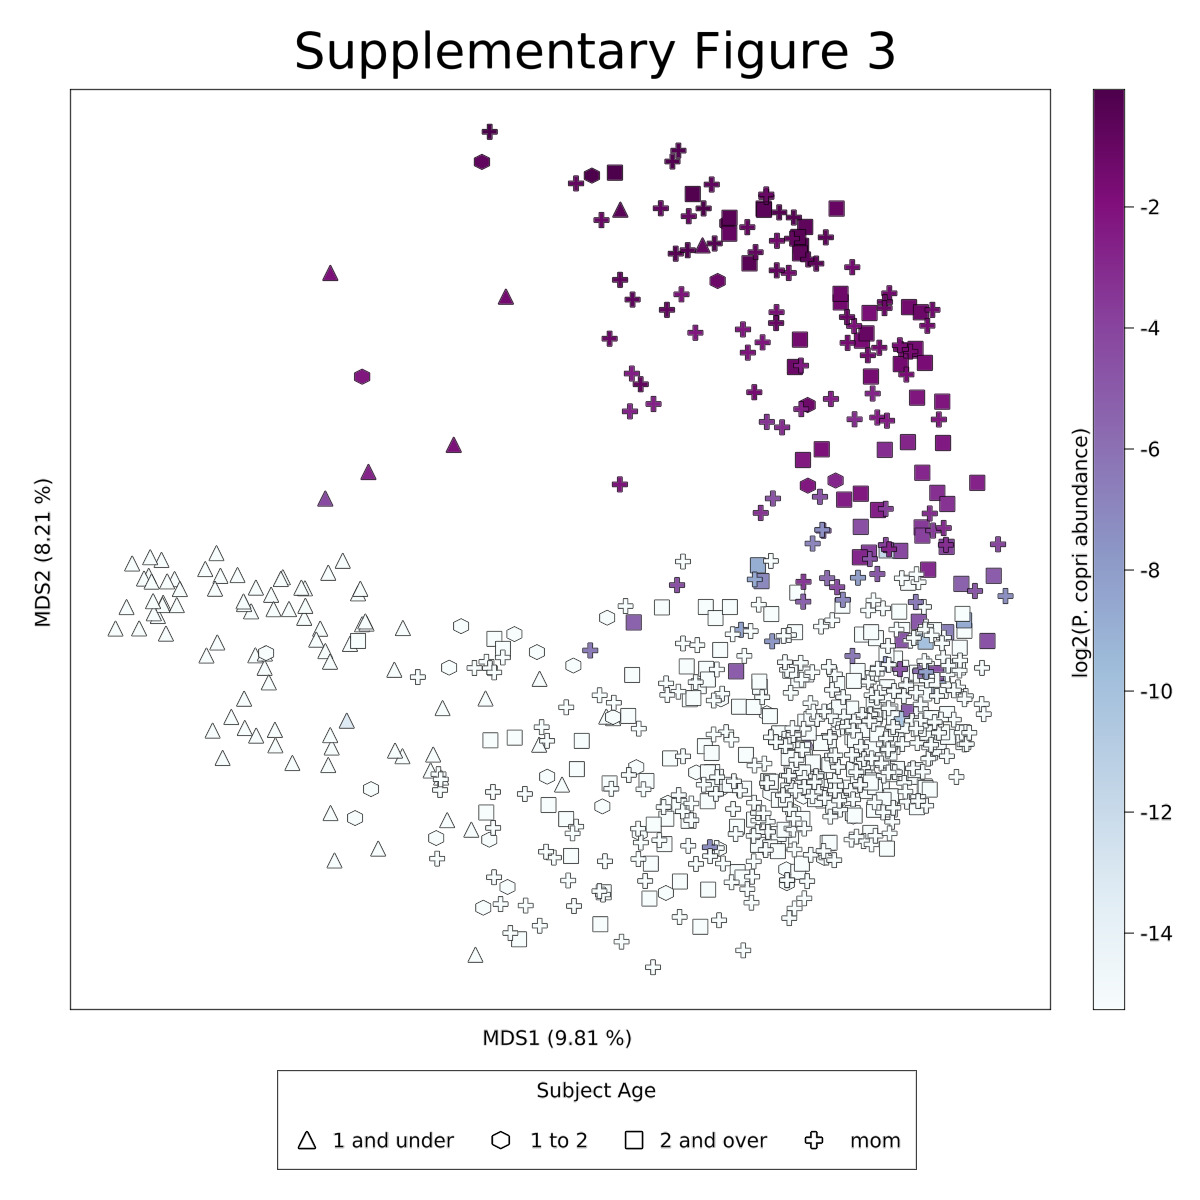 Supplementary Figure 3
-2
-4
-6
-8
-10
-12
-14
log2(P. copri abundance)
MDS2 (8.21 %)
MDS1 (9.81 %)
Subject Age
1 and under
1 to 2
2 and over
mom